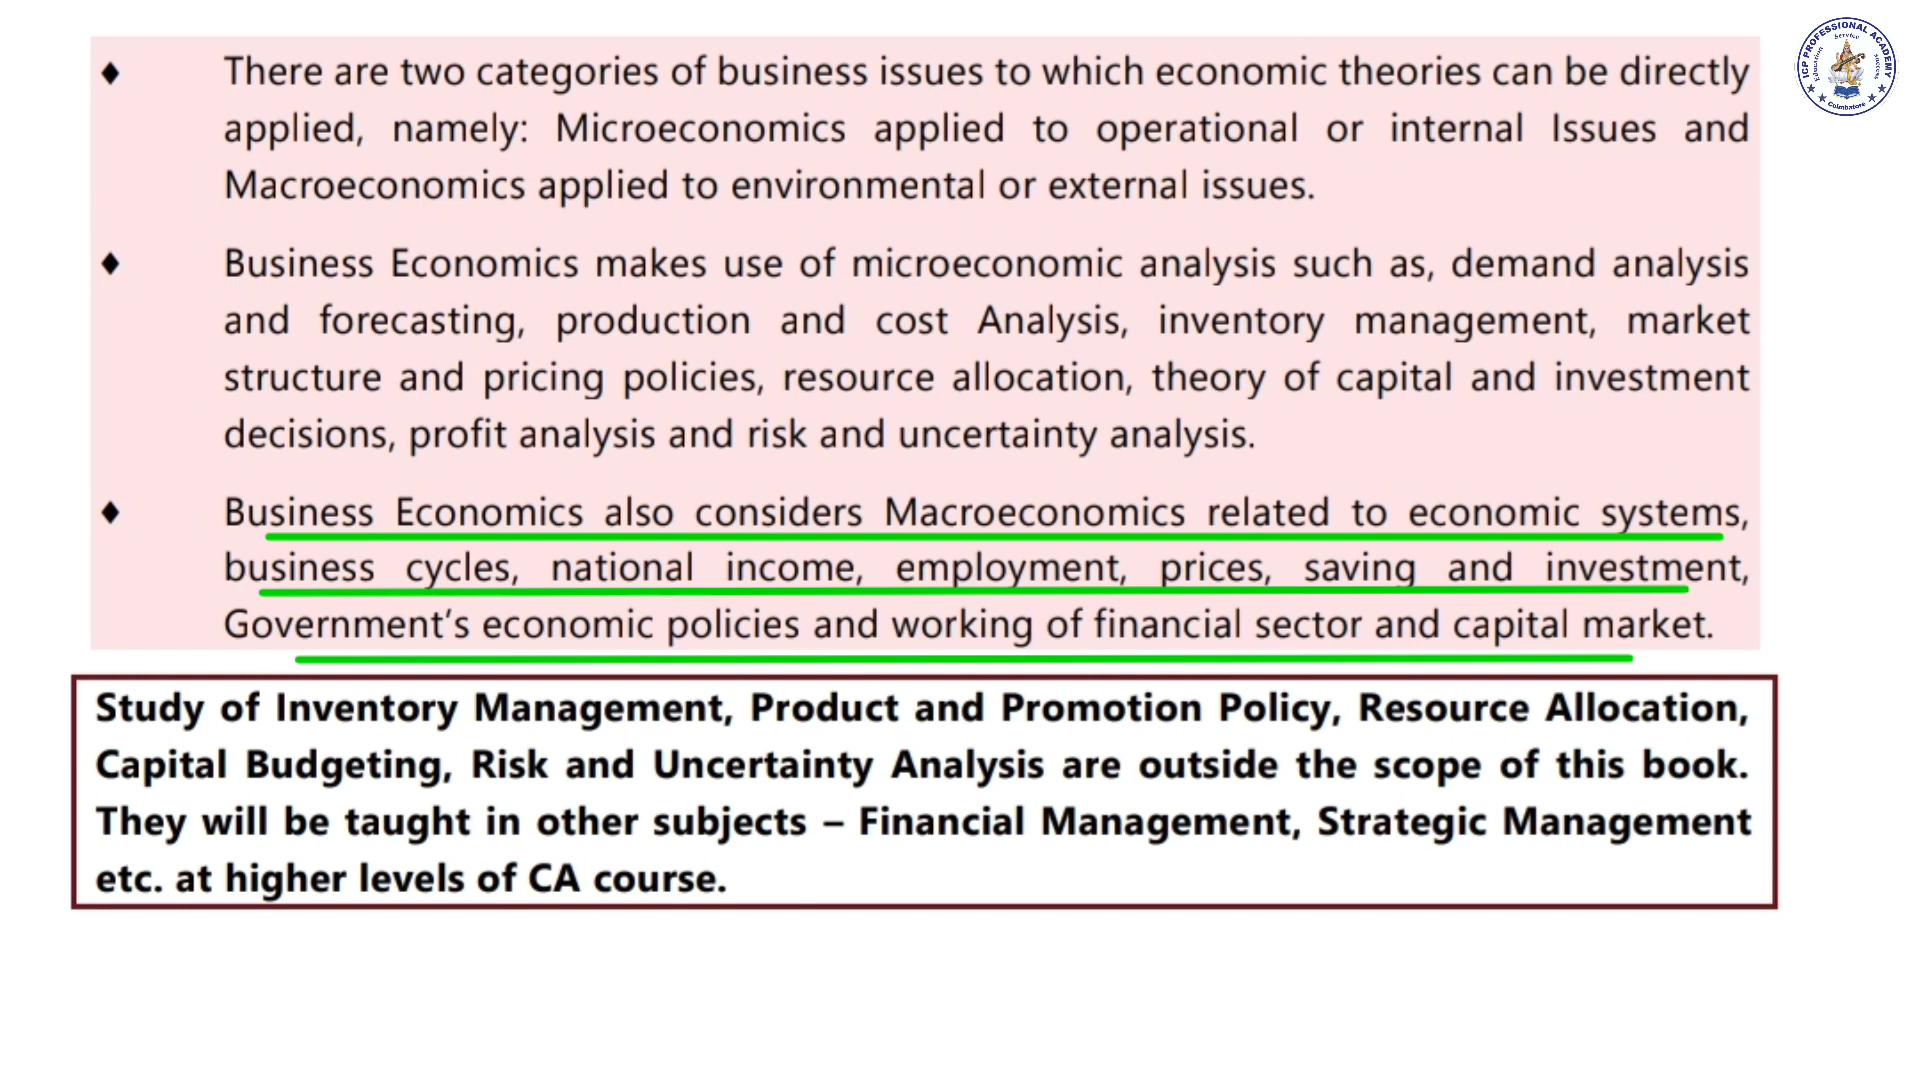 ♦ There are two categories of business issues to which economic theories can be directly
applied, namely: Microeconomics applied to operational or internal Issues and
Macroeconomics applied to environmental or external issues.
♦ Business Economics makes use of microeconomic analysis such as, demand analysis
and forecasting, production and cost Analysis, inventory management, market
structure and pricing policies, resource allocation, theory of capital and investment
decisions, profit analysis and risk and uncertainty analysis.
♦ Business Economics also considers Macroeconomics related to economic systems,
business cycles, national income, employment, prices, saving and investment,
Government’s economic policies and working of financial sector and capital market.
Study of Inventory Management, Product and Promotion Policy, Resource Allocation,
Capital Budgeting, Risk and Uncertainty Analysis are outside the scope of this book.
They will be taught in other subjects – Financial Management, Strategic Management
etc. at higher levels of CA course.
ICP PROFESSIONAL ACADEMY
Education
Service
Success
Coimbatore